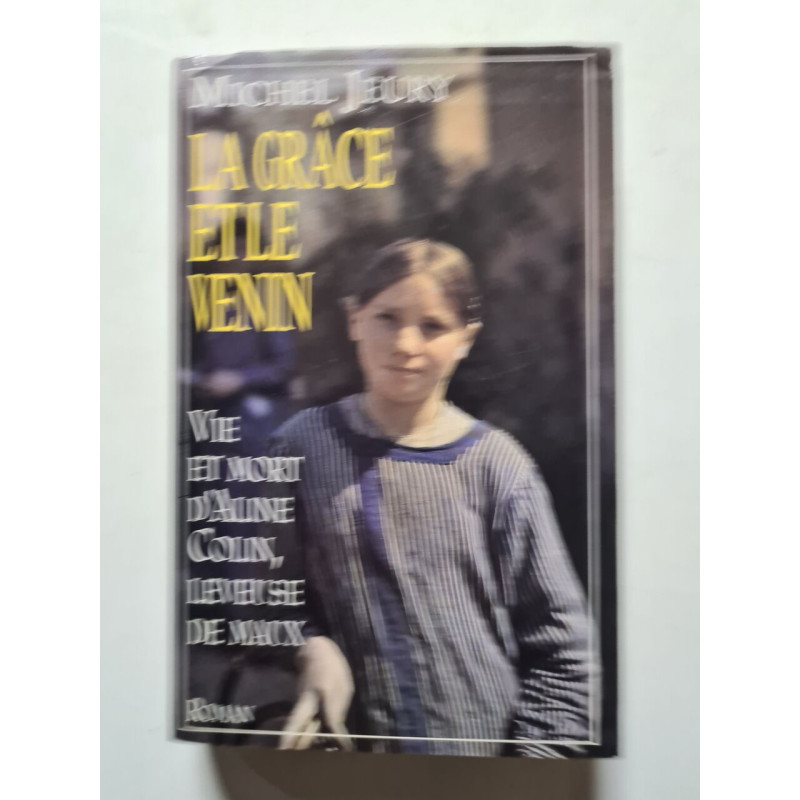 MICHEL JEURY
LA GRÂCE
ET LE
VENIN
VIE
ET MORT
D'ALINE
COLIN,
LEVEUSE
DE MAUX
ROMAN